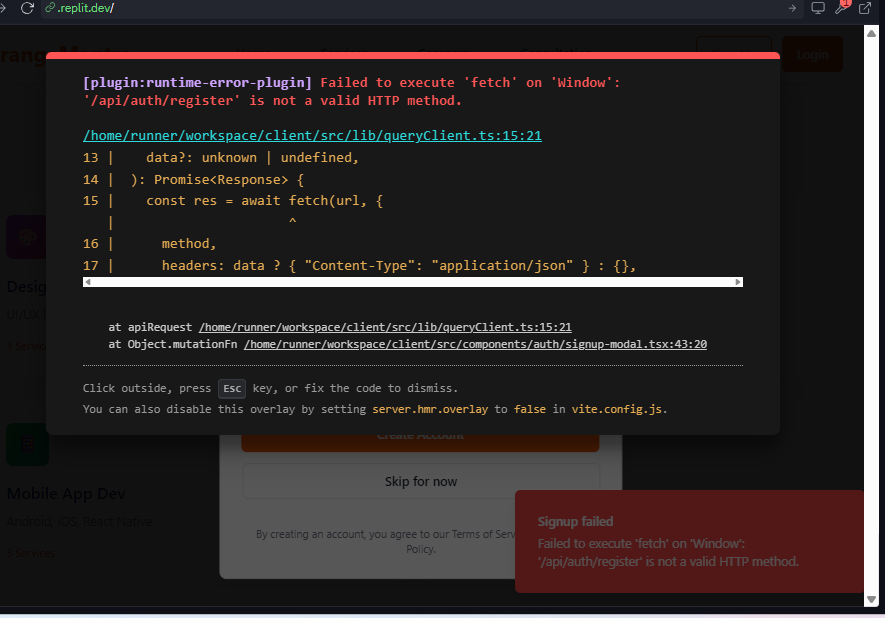 .replit.dev/
1
Login
[plugin:runtime-error-plugin] Failed to execute 'fetch' on 'Window':
'/api/auth/register' is not a valid HTTP method.
/home/runner/workspace/client/src/lib/queryClient.ts:15:21
13 |    data?: unknown | undefined,
14 |  ): Promise<Response> {
15 |    const res = await fetch(url, {
|                      ^
16 |      method,
17 |      headers: data ? { "Content-Type": "application/json" } : {},
at apiRequest /home/runner/workspace/client/src/lib/queryClient.ts:15:21
at Object.mutationFn /home/runner/workspace/client/src/components/auth/signup-modal.tsx:43:20
Click outside, press Esc key, or fix the code to dismiss.
You can also disable this overlay by setting server.hmr.overlay to false in vite.config.js.
Desig
UI/UX
Servic
Create Account
Skip for now
Mobile App Dev
Android, iOS, React Native
Services
By creating an account, you agree to our Terms of Serv
Policy.
Signup failed
Failed to execute 'fetch' on 'Window':
'/api/auth/register' is not a valid HTTP method.